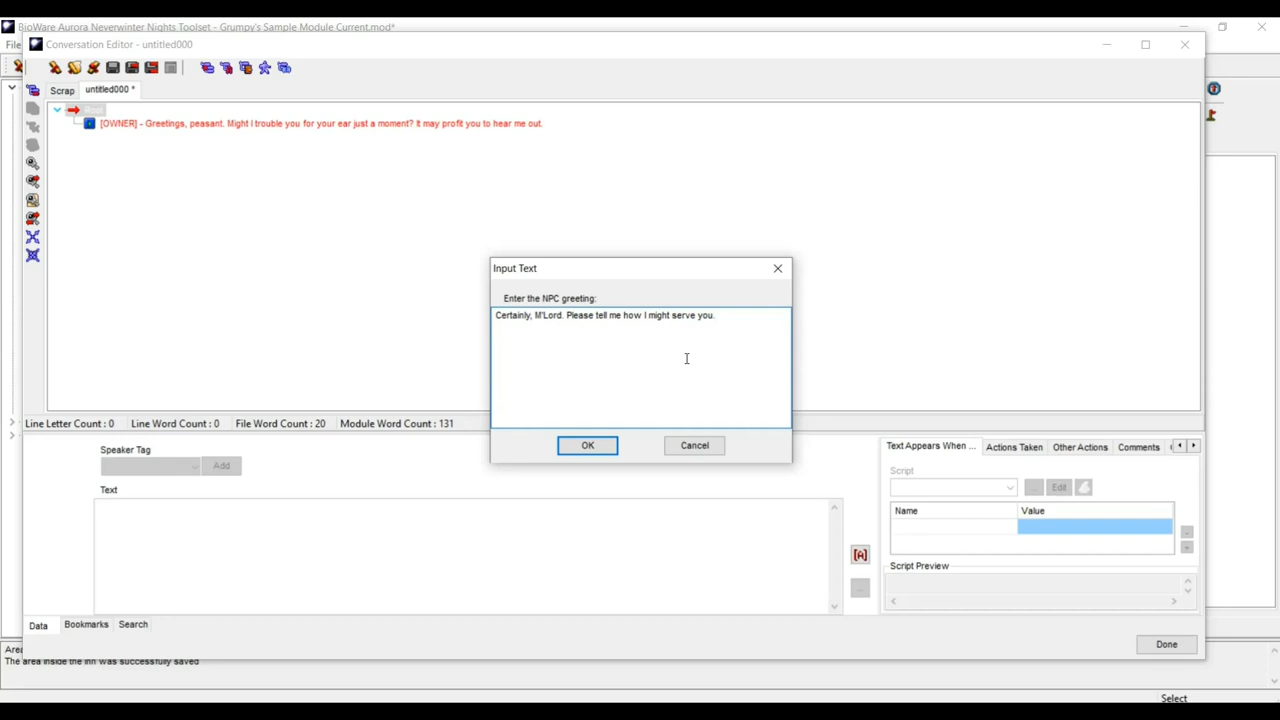 BioWare Aurora Neverwinter Nights Toolset - Grumpy's Sample Module Current.mod*
File
Conversation Editor - untitled000
Scrap
untitled000 *
Root
[OWNER] - Greetings, peasant. Might I trouble you for your ear just a moment? It may profit you to hear me out.
Input Text
Enter the NPC greeting:
Certainly, M'Lord. Please tell me how I might serve you.
OK
Cancel
Line Letter Count : 0
Line Word Count : 0
File Word Count : 20
Module Word Count : 131
Speaker Tag
Add
Text
[A]
...
Text Appears When ...
Actions Taken
Other Actions
Comments
Script
...
Edit
Name
Value
Script Preview
Data
Bookmarks
Search
Done
Area
The area inside the inn was successfully saved
Select